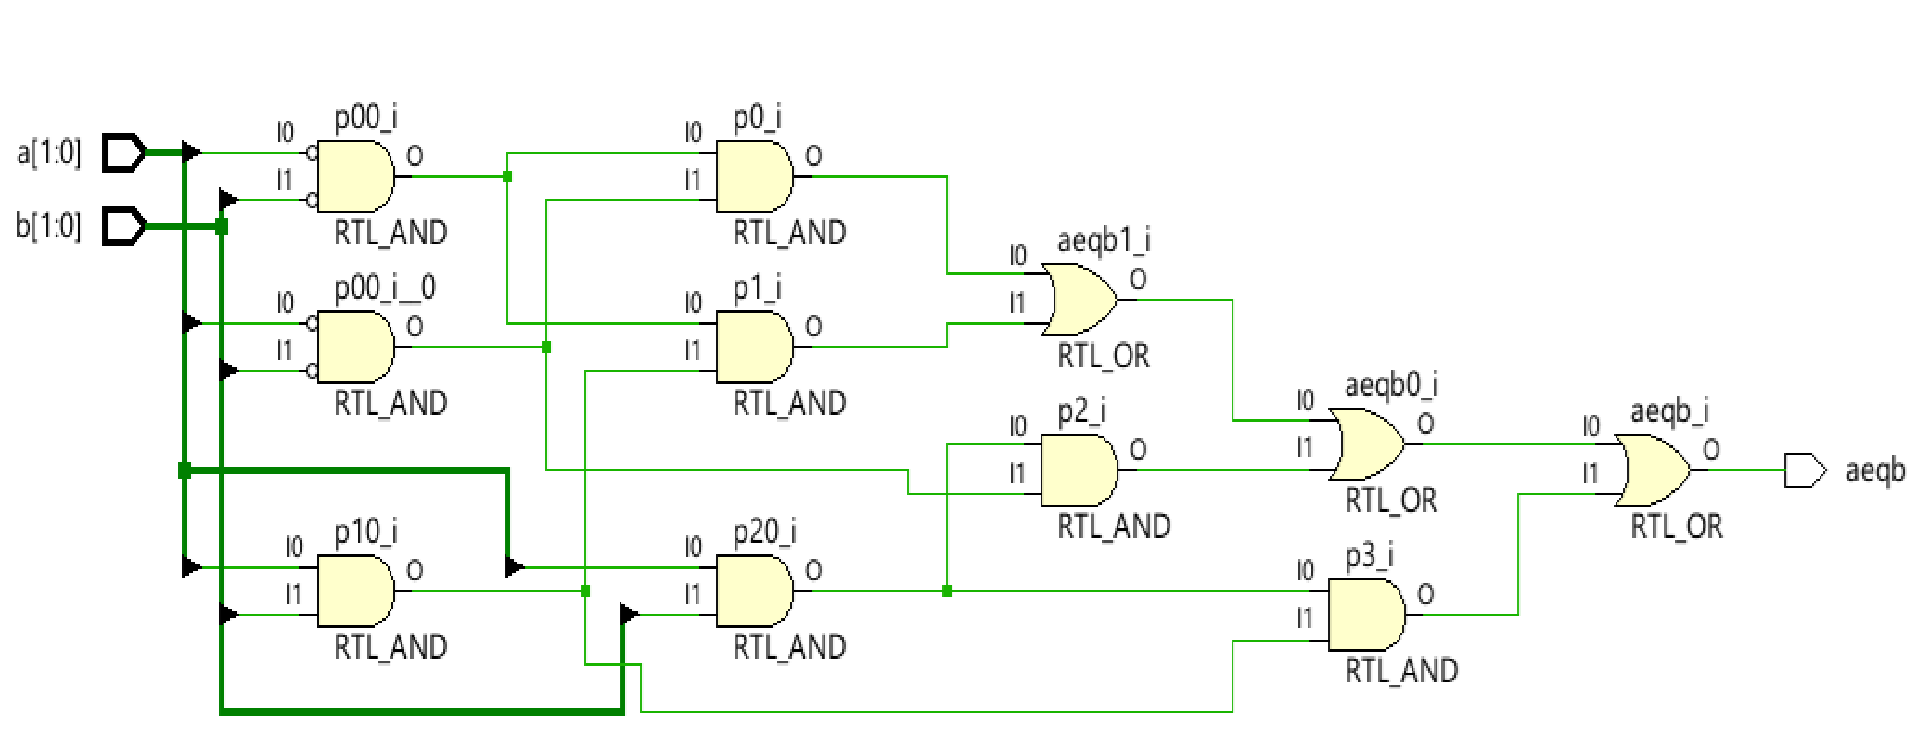 a[1:0]
b[1:0]
p00_i
I0
I1
O
RTL_AND
p00_i__0
I0
I1
O
RTL_AND
p10_i
I0
I1
O
RTL_AND
p0_i
I0
I1
O
RTL_AND
p1_i
I0
I1
O
RTL_AND
p20_i
I0
I1
O
RTL_AND
aeqb1_i
I0
I1
O
RTL_OR
p2_i
I0
I1
O
RTL_AND
aeqb0_i
I0
I1
O
RTL_OR
p3_i
I0
I1
O
RTL_AND
aeqb_i
I0
I1
O
RTL_OR
aeqb